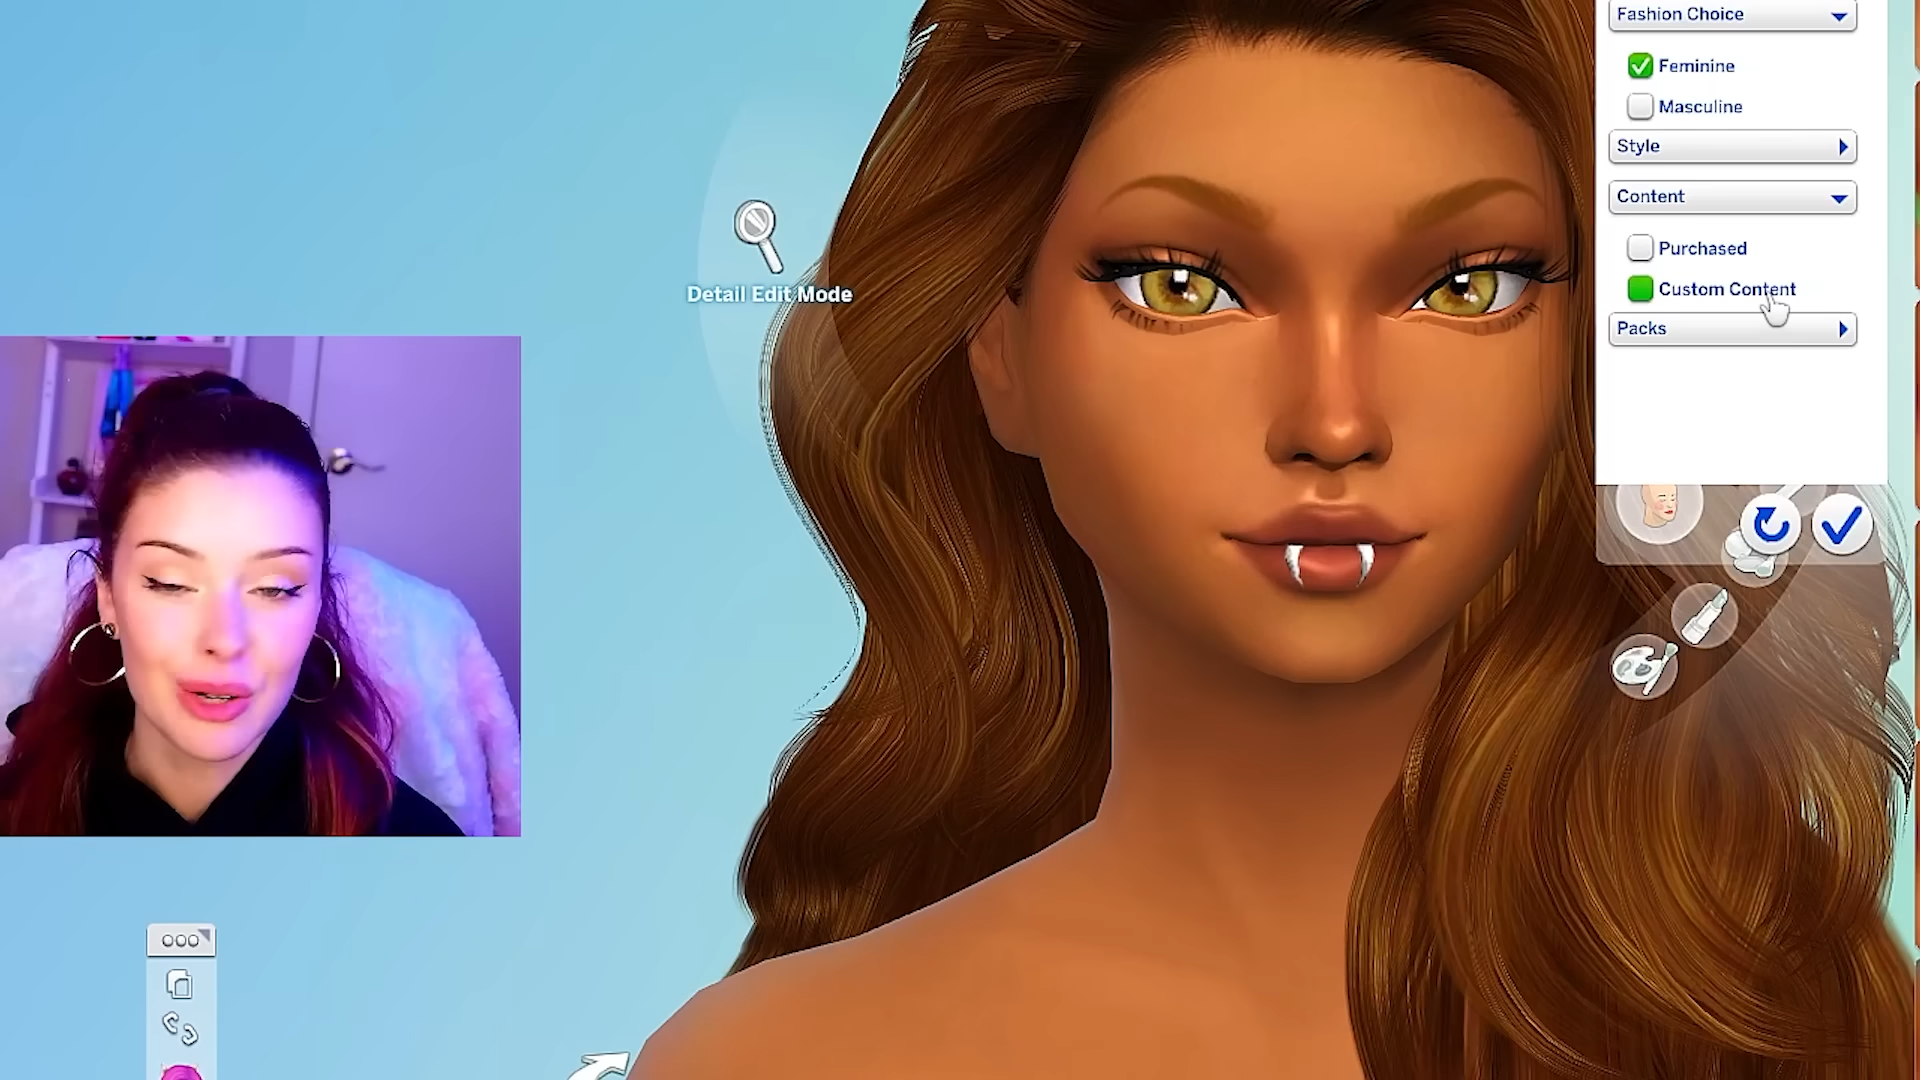 Fashion Choice
Feminine
Masculine
Style
Content
Purchased
Custom Content
Packs
Detail Edit Mode